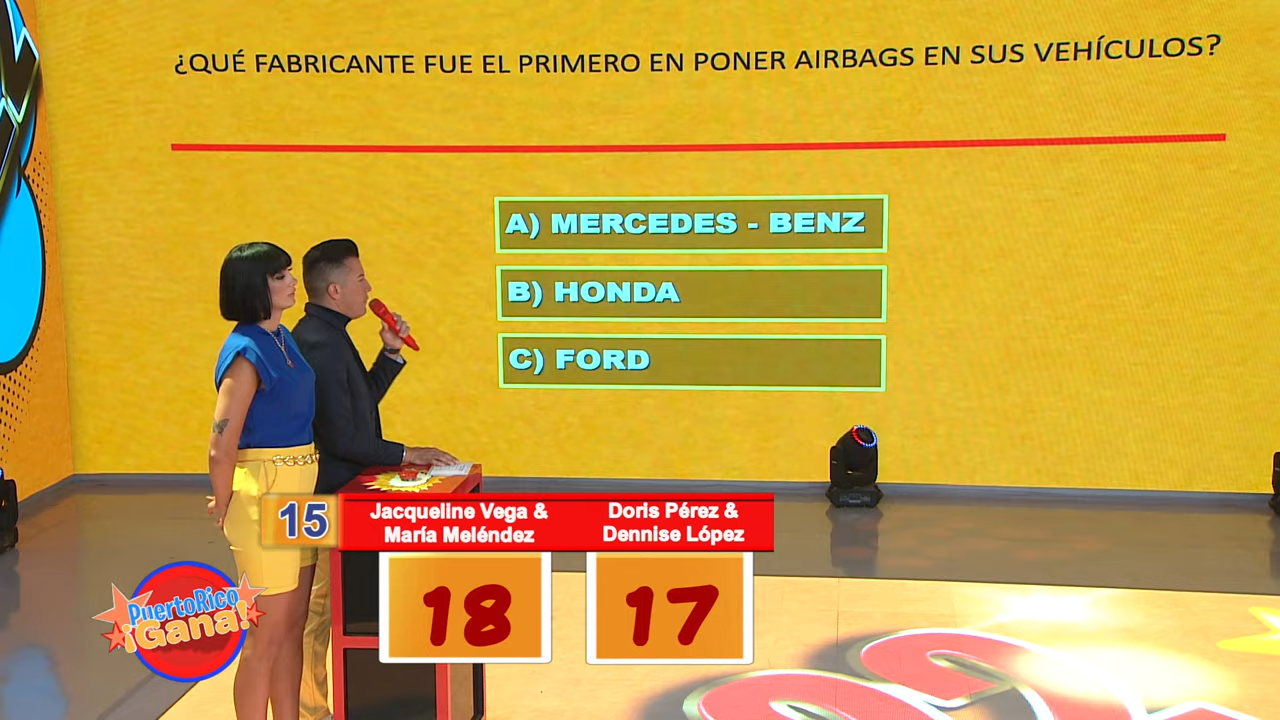 ¿QUÉ FABRICANTE FUE EL PRIMERO EN PONER AIRBAGS EN SUS VEHÍCULOS?
A) MERCEDES - BENZ
B) HONDA
C) FORD
15
Jacqueline Vega &
María Meléndez
Doris Pérez &
Dennise López
18
17
PuertoRico
¡Gana!